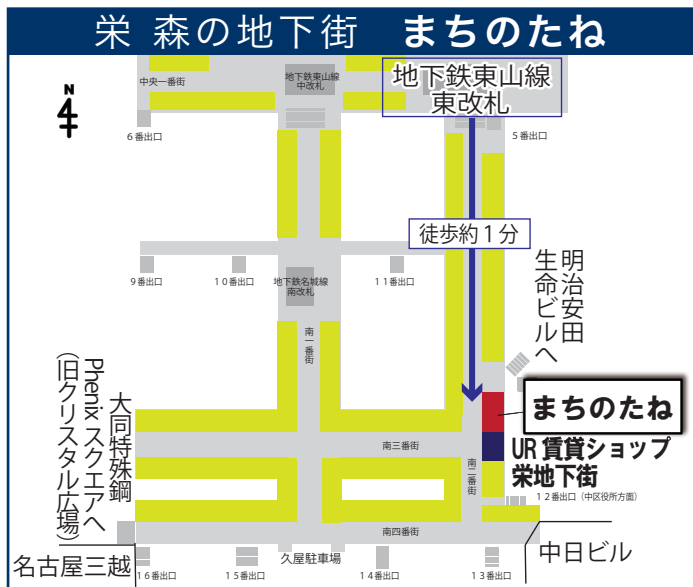 栄 森の地下街 まちのたね
中央一番街
地下鉄東山線
中改札
地下鉄東山線
東改札
N
6番出口
5番出口
徒歩約1分
9番出口
10番出口
地下鉄名城線
南改札
11番出口
明治安田
生命ビルへ
南一番街
大同特殊鋼
Phenixスクエアへ
(旧クリスタル広場)
まちのたね
南三番街
南二番街
UR賃貸ショップ
栄地下街
12番出口(中区役所方面)
南四番街
名古屋三越
久屋駐車場
中日ビル
16番出口
15番出口
14番出口
13番出口